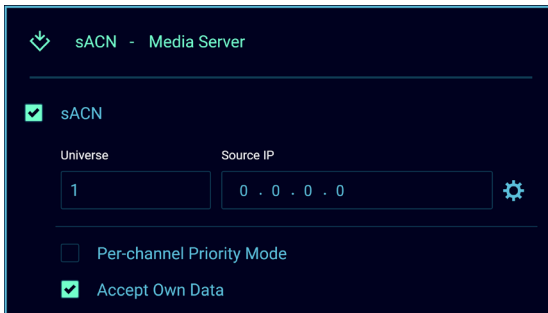 sACN - Media Server
sACN
Universe Source IP
1 0 . 0 . 0 . 0
Per-channel Priority Mode
Accept Own Data